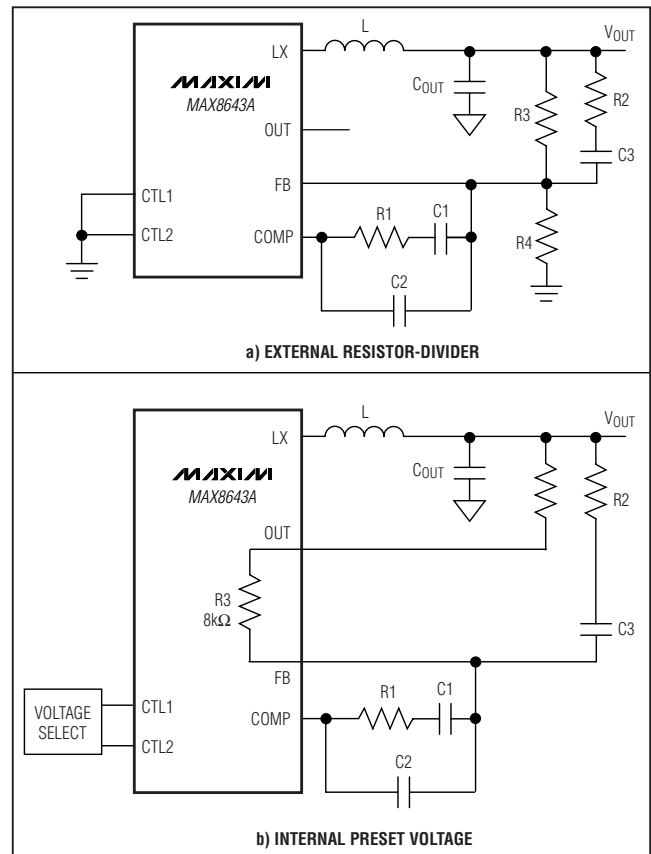 L
VOUT
LX
MAXIM
MAX8643A
COUT
R2
R3
OUT
C3
FB
CTL1
R1
C1
CTL2
COMP
R4
C2
a) EXTERNAL RESISTOR-DIVIDER
L
VOUT
LX
MAXIM
MAX8643A
COUT
R2
OUT
R3
8kΩ
C3
FB
R1
C1
VOLTAGE
SELECT
CTL1
COMP
CTL2
C2
b) INTERNAL PRESET VOLTAGE